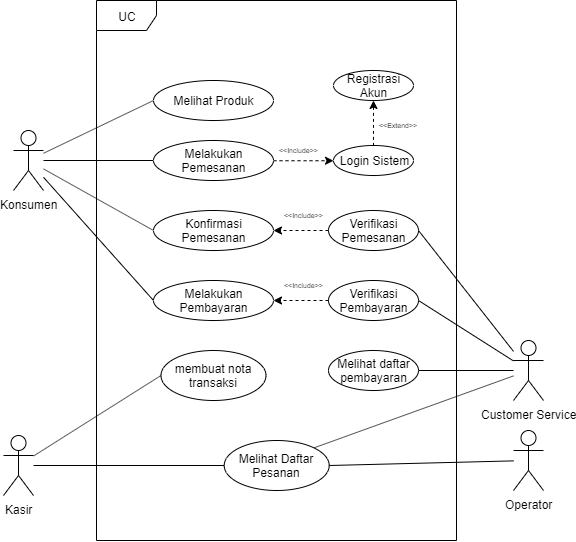 UC
Registrasi
Akun
Melihat Produk
<<Extend>>
Melakukan
Pemesanan
<<Include>>
Login Sistem
Konsumen
Konfirmasi
Pemesanan
<<Include>>
Verifikasi
Pemesanan
Melakukan
Pembayaran
<<Include>>
Verifikasi
Pembayaran
membuat nota
transaksi
Melihat daftar
pembayaran
Customer Service
Melihat Daftar
Pesanan
Kasir
Operator